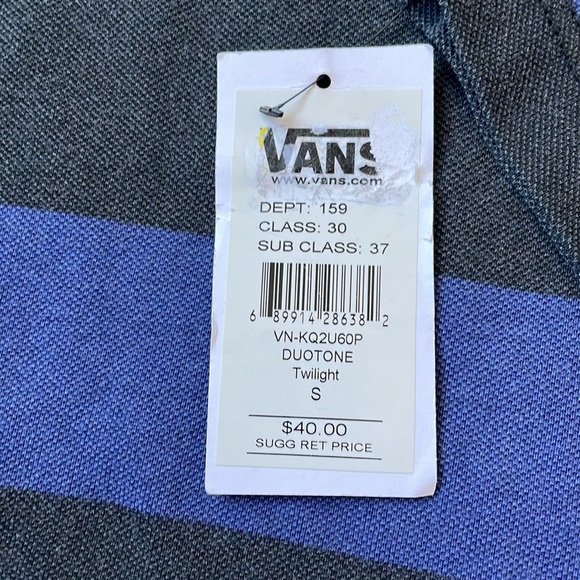 VANS
www.vans.com
DEPT: 159
CLASS: 30
SUB CLASS: 37
6 89914 28638 2
VN-KQ2U60P
DUOTONE
Twilight
S
$40.00
SUGG RET PRICE